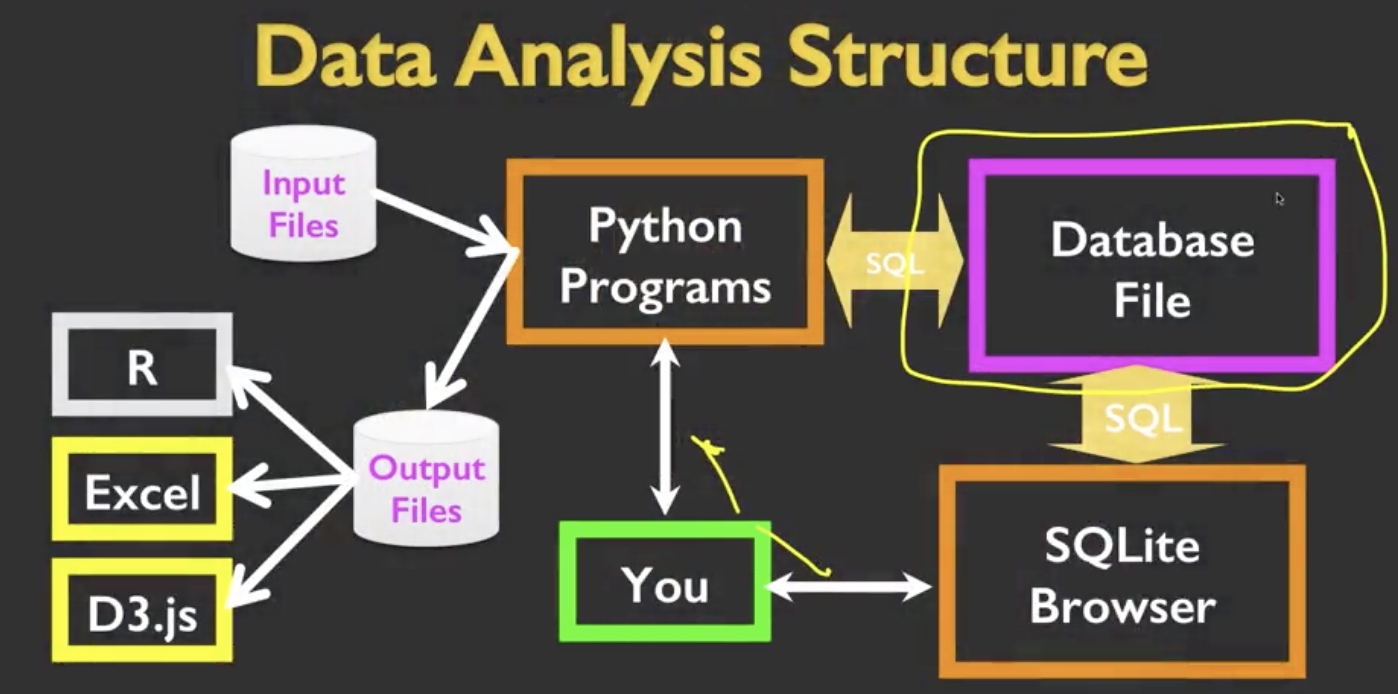 Data Analysis Structure
Input
Files
Python
Programs
SQL
Database
File
R
Excel
D3.js
Output
Files
SQL
You
SQLite
Browser